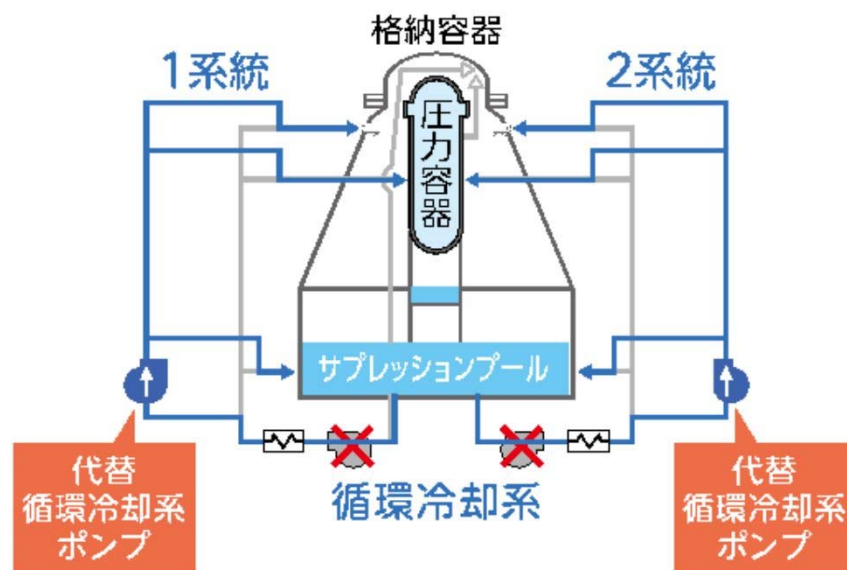 格納容器
1系統
2系統
圧力容器
サプレッションプール
代替
循環冷却系
ポンプ
循環冷却系
代替
循環冷却系
ポンプ